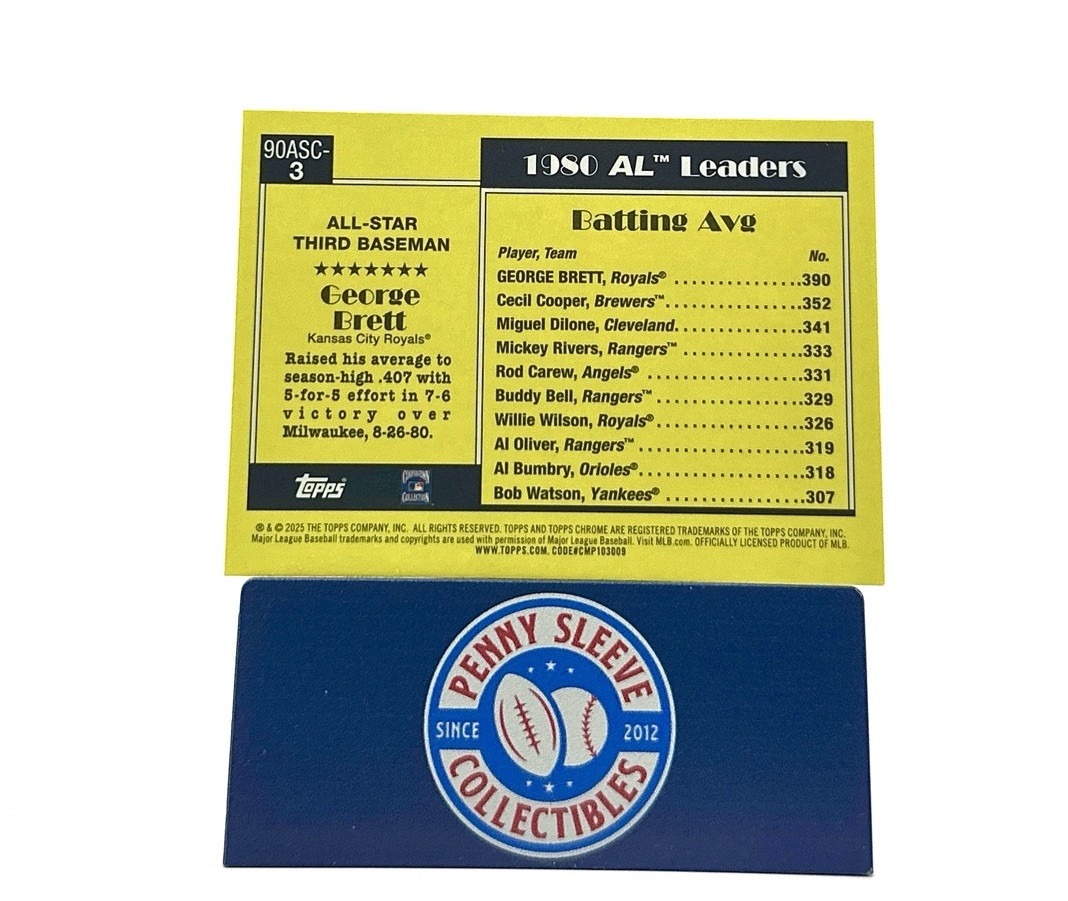 90ASC-
3
ALL-STAR
THIRD BASEMAN
★★★★★★★
George
Brett
Kansas City Royals®
Raised his average to
season-high .407 with
5-for-5 effort in 7-6
victory over
Milwaukee, 8-26-80.
Topps®
1980 AL™ Leaders
Batting Avg
Player, Team No.
GEORGE BRETT, Royals® ...............390
Cecil Cooper, Brewers™................352
Miguel Dilone, Cleveland...............341
Mickey Rivers, Rangers™ ..............333
Rod Carew, Angels® ..................331
Buddy Bell, Rangers™..................329
Willie Wilson, Royals®..................326
Al Oliver, Rangers™....................319
Al Bumbry, Orioles®....................318
Bob Watson, Yankees® ................307
® & © 2025 THE TOPPS COMPANY, INC. ALL RIGHTS RESERVED. TOPPS AND TOPPS CHROME ARE REGISTERED TRADEMARKS OF THE TOPPS COMPANY, INC.
Major League Baseball trademarks and copyrights are used with permission of Major League Baseball. Visit MLB.com. OFFICIALLY LICENSED PRODUCT OF MLB.
WWW.TOPPS.COM. CODE#CMP103009
PENNY SLEEVE
SINCE 2012
COLLECTIBLES